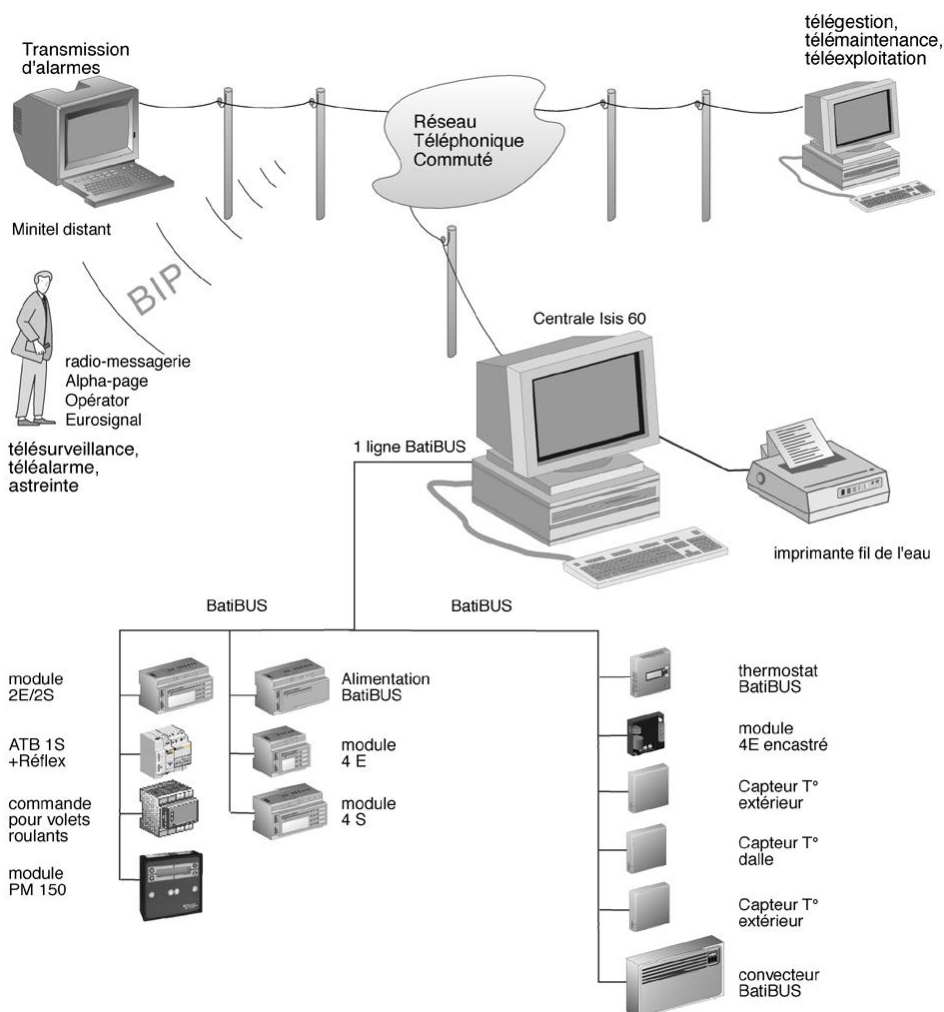 Transmission
d'alarmes
télégestion,
télémaintenance,
téléexploitation
Réseau
Téléphonique
Commuté
Minitel distant
BIP
radio-messagerie
Alpha-page
Opérator
Eurosignal
télésurveillance,
téléalarme,
astreinte
Centrale Isis 60
1 ligne BatiBUS
imprimante fil de l'eau
BatiBUS
BatiBUS
module
2E/2S
ATB 1S
+Réflex
commande
pour volets
roulants
module
PM 150
Alimentation
BatiBUS
module
4 E
module
4 S
thermostat
BatiBUS
module
4E encastré
Capteur T°
extérieur
Capteur T°
dalle
Capteur T°
extérieur
convecteur
BatiBUS